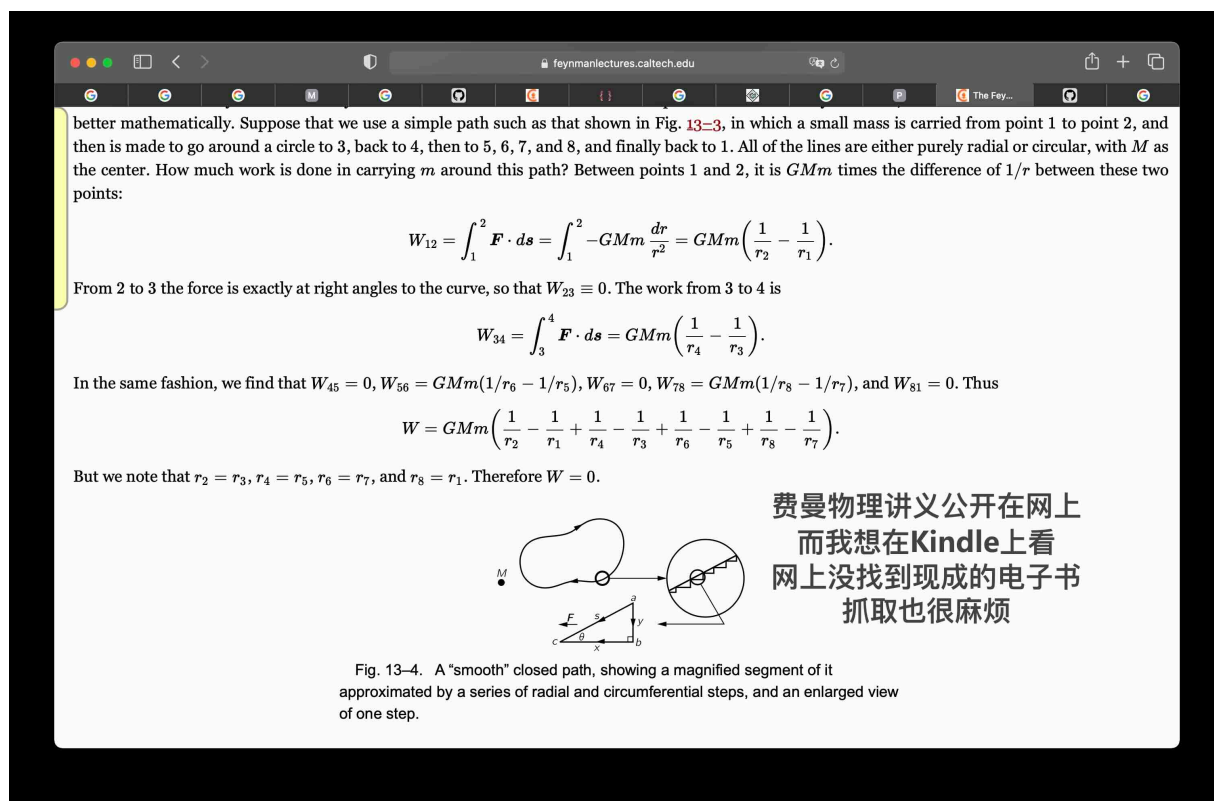 feynmanlectures.caltech.edu
M
{ }
P
The Fey...
better mathematically. Suppose that we use a simple path such as that shown in Fig. 13–3, in which a small mass is carried from point 1 to point 2, and
then is made to go around a circle to 3, back to 4, then to 5, 6, 7, and 8, and finally back to 1. All of the lines are either purely radial or circular, with M as
the center. How much work is done in carrying m around this path? Between points 1 and 2, it is GMm times the difference of 1/r between these two
points:
W₁₂ = ∫₁² F · ds = ∫₁² −GMm dr/r² = GMm(1/r₂ − 1/r₁).
From 2 to 3 the force is exactly at right angles to the curve, so that W₂₃ ≡ 0. The work from 3 to 4 is
W₃₄ = ∫₃⁴ F · ds = GMm(1/r₄ − 1/r₃).
In the same fashion, we find that W₄₅ = 0, W₅₆ = GMm(1/r₆ − 1/r₅), W₆₇ = 0, W₇₈ = GMm(1/r₈ − 1/r₇), and W₈₁ = 0. Thus
W = GMm(1/r₂ − 1/r₁ + 1/r₄ − 1/r₃ + 1/r₆ − 1/r₅ + 1/r₈ − 1/r₇).
But we note that r₂ = r₃, r₄ = r₅, r₆ = r₇, and r₈ = r₁. Therefore W = 0.
费曼物理讲义公开在网上
而我想在Kindle上看
网上没找到现成的电子书
抓取也很麻烦
M
a
F
s
y
c
θ
b
x
Fig. 13–4. A “smooth” closed path, showing a magnified segment of it
approximated by a series of radial and circumferential steps, and an enlarged view
of one step.